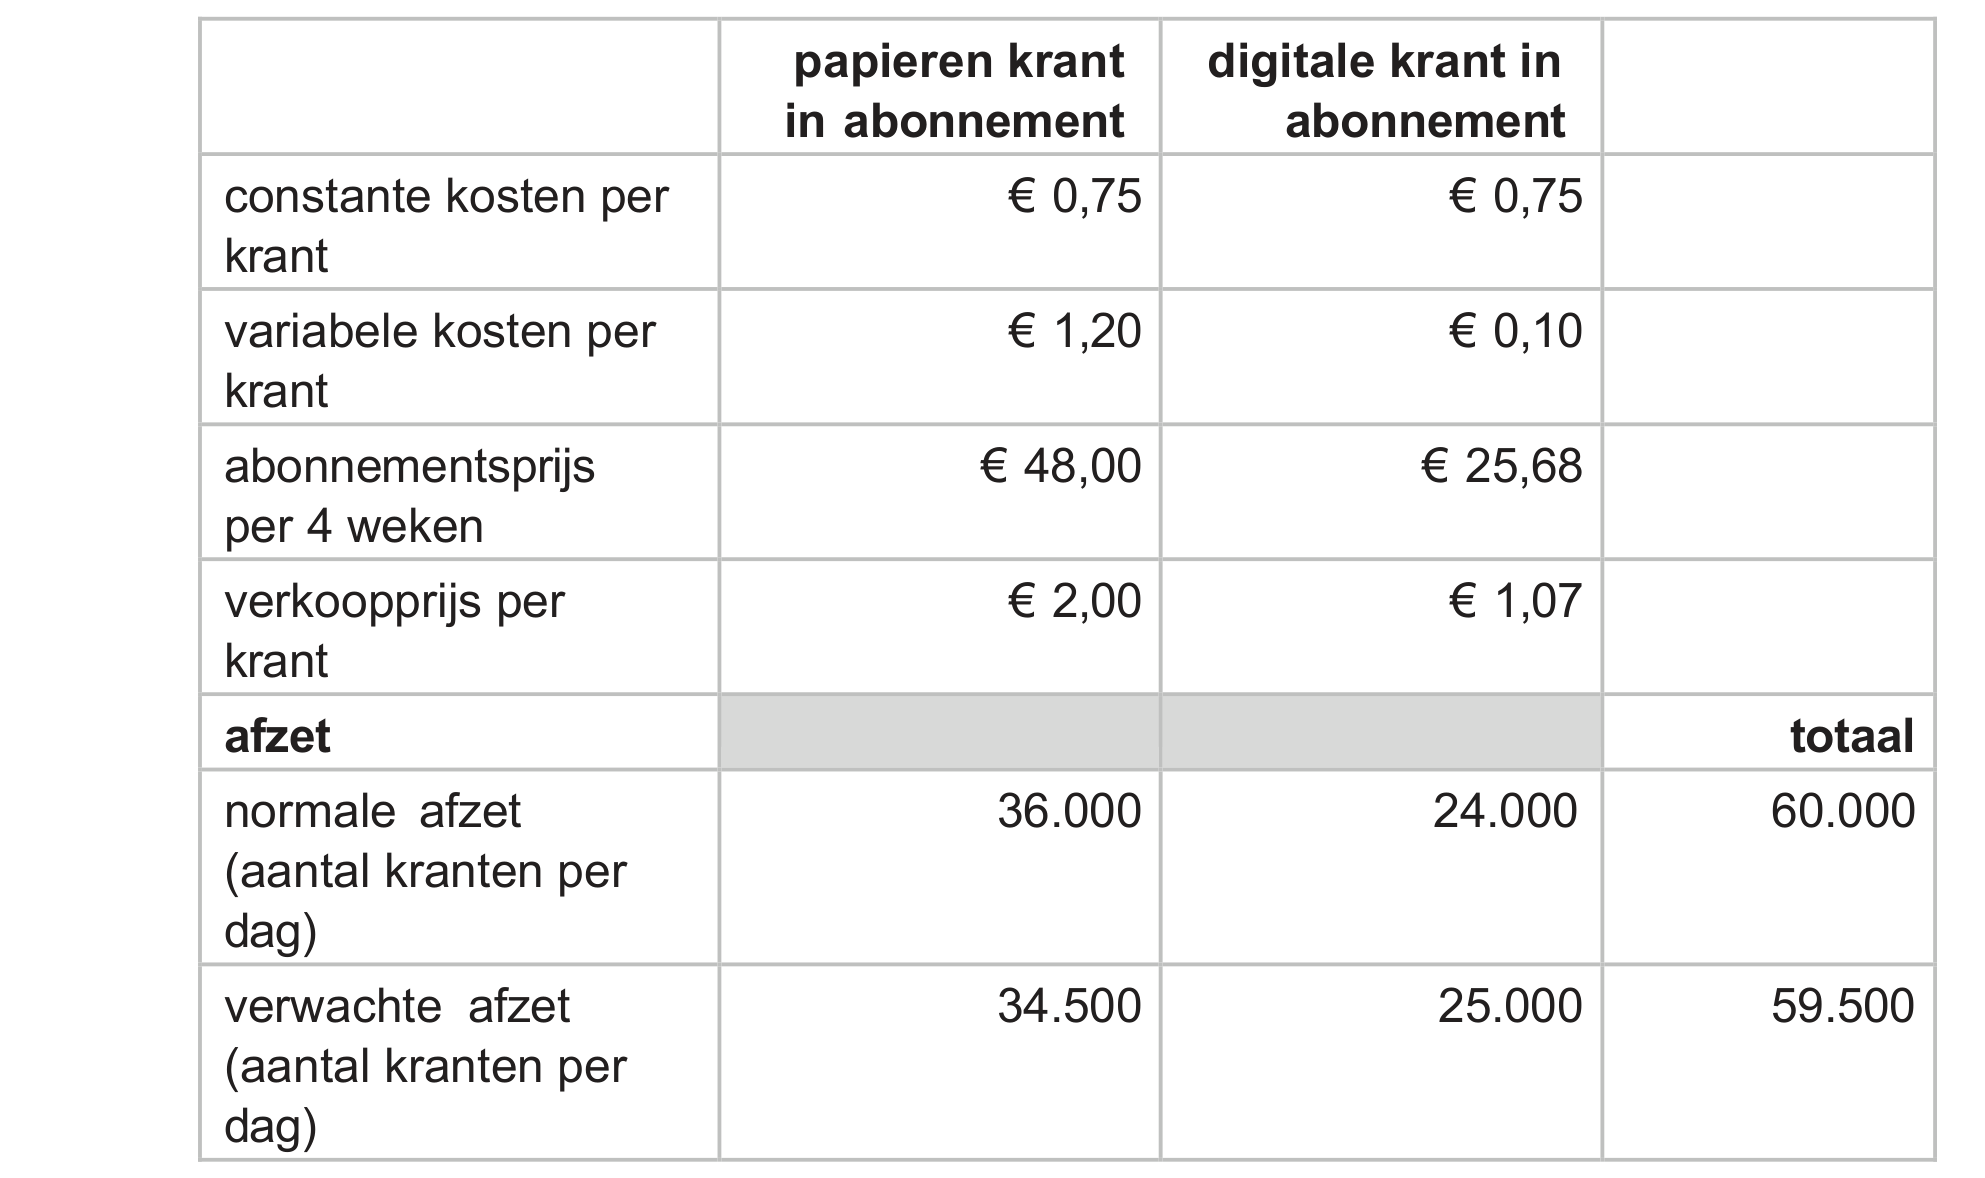 papieren krant
in abonnement
digitale krant in
abonnement
constante kosten per
krant
€ 0,75
€ 0,75
variabele kosten per
krant
€ 1,20
€ 0,10
abonnementsprijs
per 4 weken
€ 48,00
€ 25,68
verkoopprijs per
krant
€ 2,00
€ 1,07
afzet
totaal
normale afzet
(aantal kranten per
dag)
36.000
24.000
60.000
verwachte afzet
(aantal kranten per
dag)
34.500
25.000
59.500